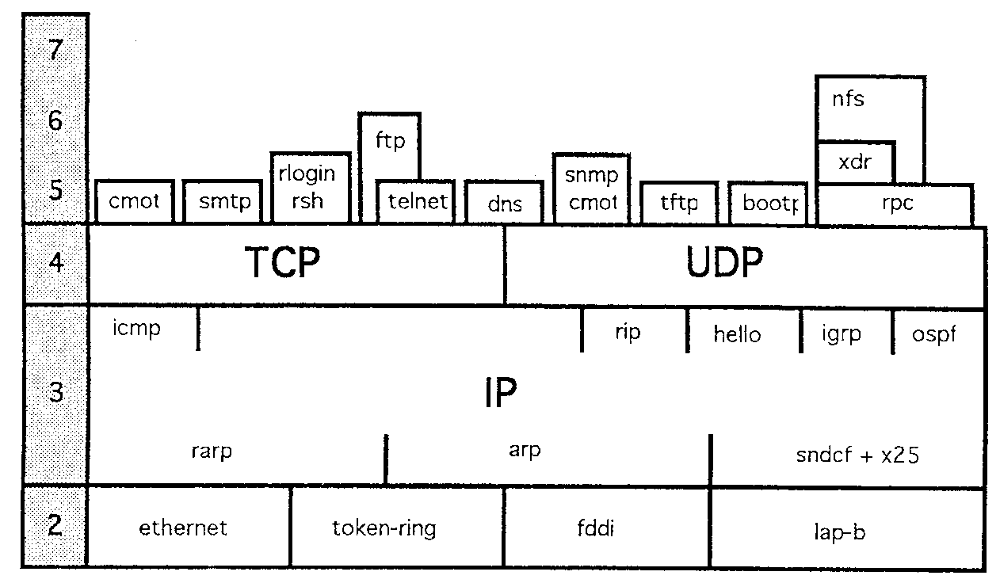 7
6
5
nfs
xdr
ftp
rlogin
rsh
snmp
cmot
cmot
smtp
telnet
dns
tftp
bootp
rpc
4
TCP
UDP
3
icmp
rip
hello
igrp
ospf
IP
rarp
arp
sndcf + x25
2
ethernet
token-ring
fddi
lap-b